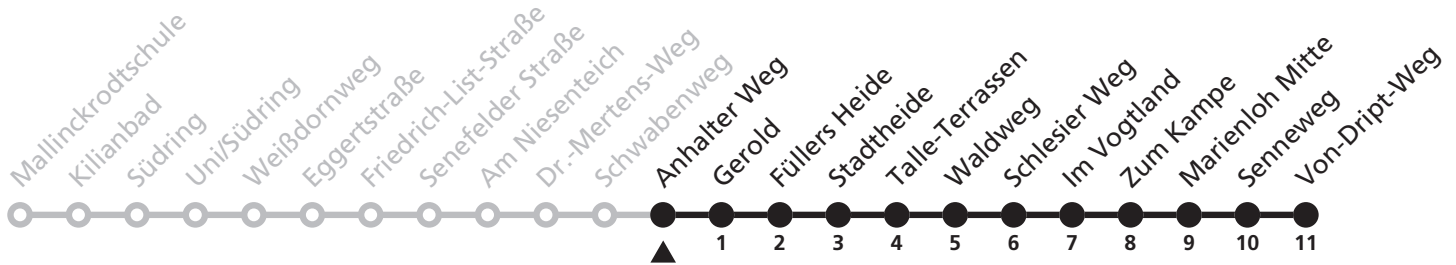 Mallinckrodtschule
Kilianbad
Südring
Uni/Südring
Weißdornweg
Eggertstraße
Friedrich-List-Straße
Senefelder Straße
Am Niesenteich
Dr.-Mertens-Weg
Schwabenweg
Anhalter Weg
Gerold
Füllers Heide
Stadtheide
Talle-Terrassen
Waldweg
Schlesier Weg
Im Vogtland
Zum Kampe
Marienloh Mitte
Senneweg
Von-Dript-Weg
1 2 3 4 5 6 7 8 9 10 11